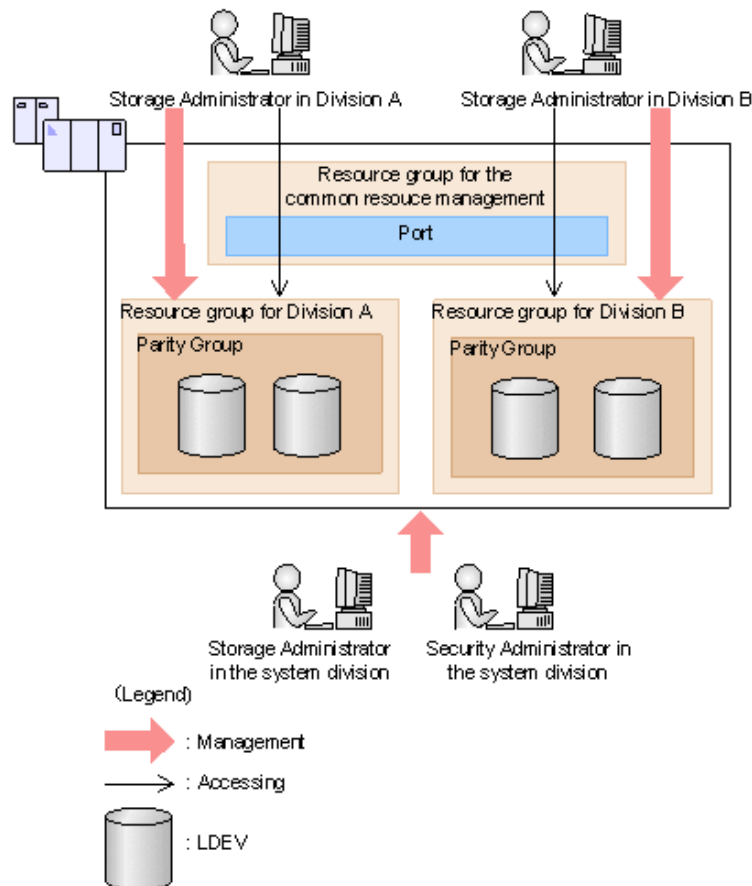 Storage Administrator in Division A
Storage Administrator in Division B
Resource group for the
common resouce management
Port
Resource group for Division A
Parity Group
Resource group for Division B
Parity Group
Storage Administrator
in the system division
Security Administrator in
the system division
(Legend)
: Management
: Accessing
: LDEV